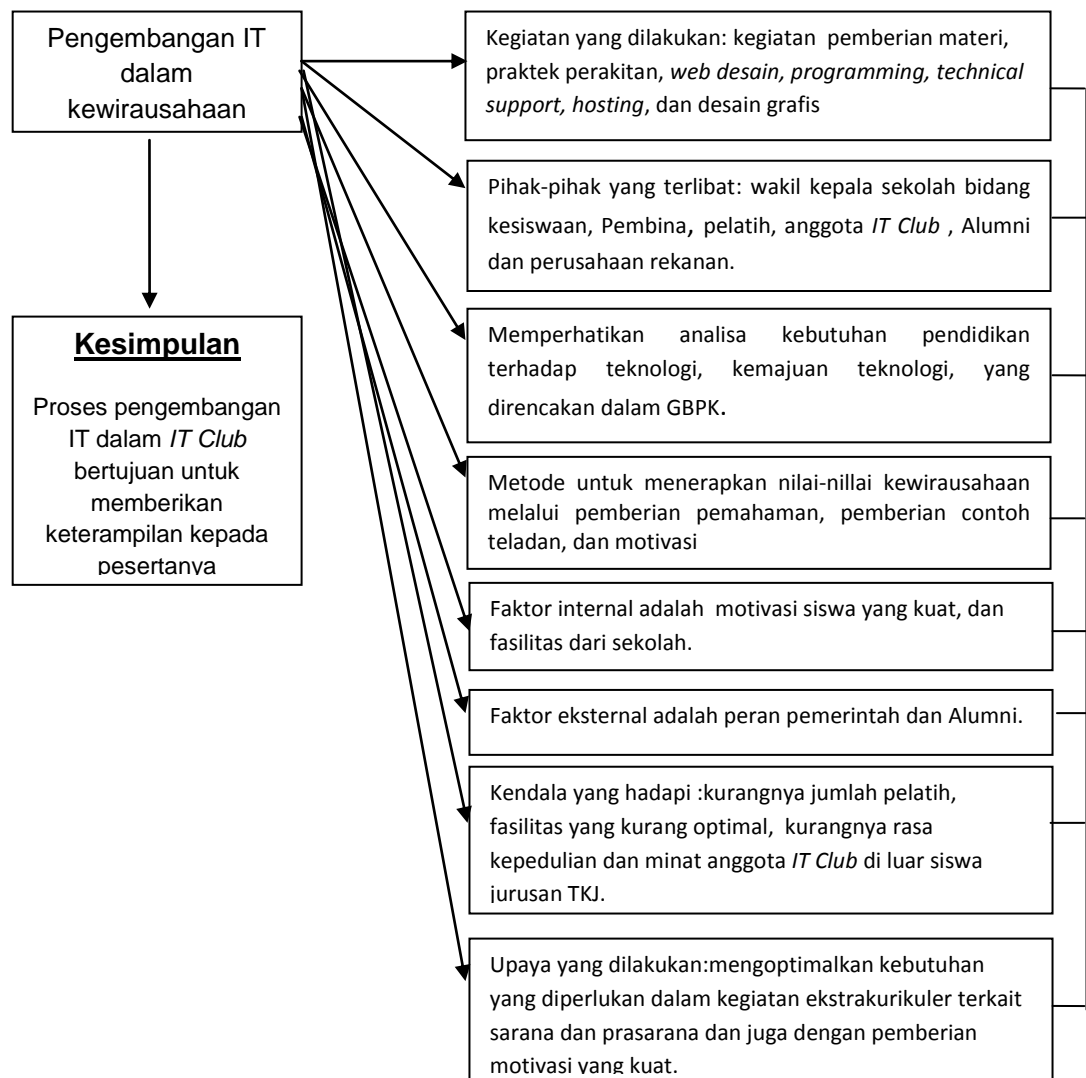 Pengembangan IT
dalam
kewirausahaan
Kesimpulan
Proses pengembangan
IT dalam IT Club
bertujuan untuk
memberikan
keterampilan kepada
pesertanya
Kegiatan yang dilakukan: kegiatan pemberian materi,
praktek perakitan, web desain, programming, technical
support, hosting, dan desain grafis
Pihak-pihak yang terlibat: wakil kepala sekolah bidang
kesiswaan, Pembina, pelatih, anggota IT Club , Alumni
dan perusahaan rekanan.
Memperhatikan analisa kebutuhan pendidikan
terhadap teknologi, kemajuan teknologi, yang
direncakan dalam GBPK.
Metode untuk menerapkan nilai-nillai kewirausahaan
melalui pemberian pemahaman, pemberian contoh
teladan, dan motivasi
Faktor internal adalah motivasi siswa yang kuat, dan
fasilitas dari sekolah.
Faktor eksternal adalah peran pemerintah dan Alumni.
Kendala yang hadapi :kurangnya jumlah pelatih,
fasilitas yang kurang optimal, kurangnya rasa
kepedulian dan minat anggota IT Club di luar siswa
jurusan TKJ.
Upaya yang dilakukan:mengoptimalkan kebutuhan
yang diperlukan dalam kegiatan ekstrakurikuler terkait
sarana dan prasarana dan juga dengan pemberian
motivasi yang kuat.